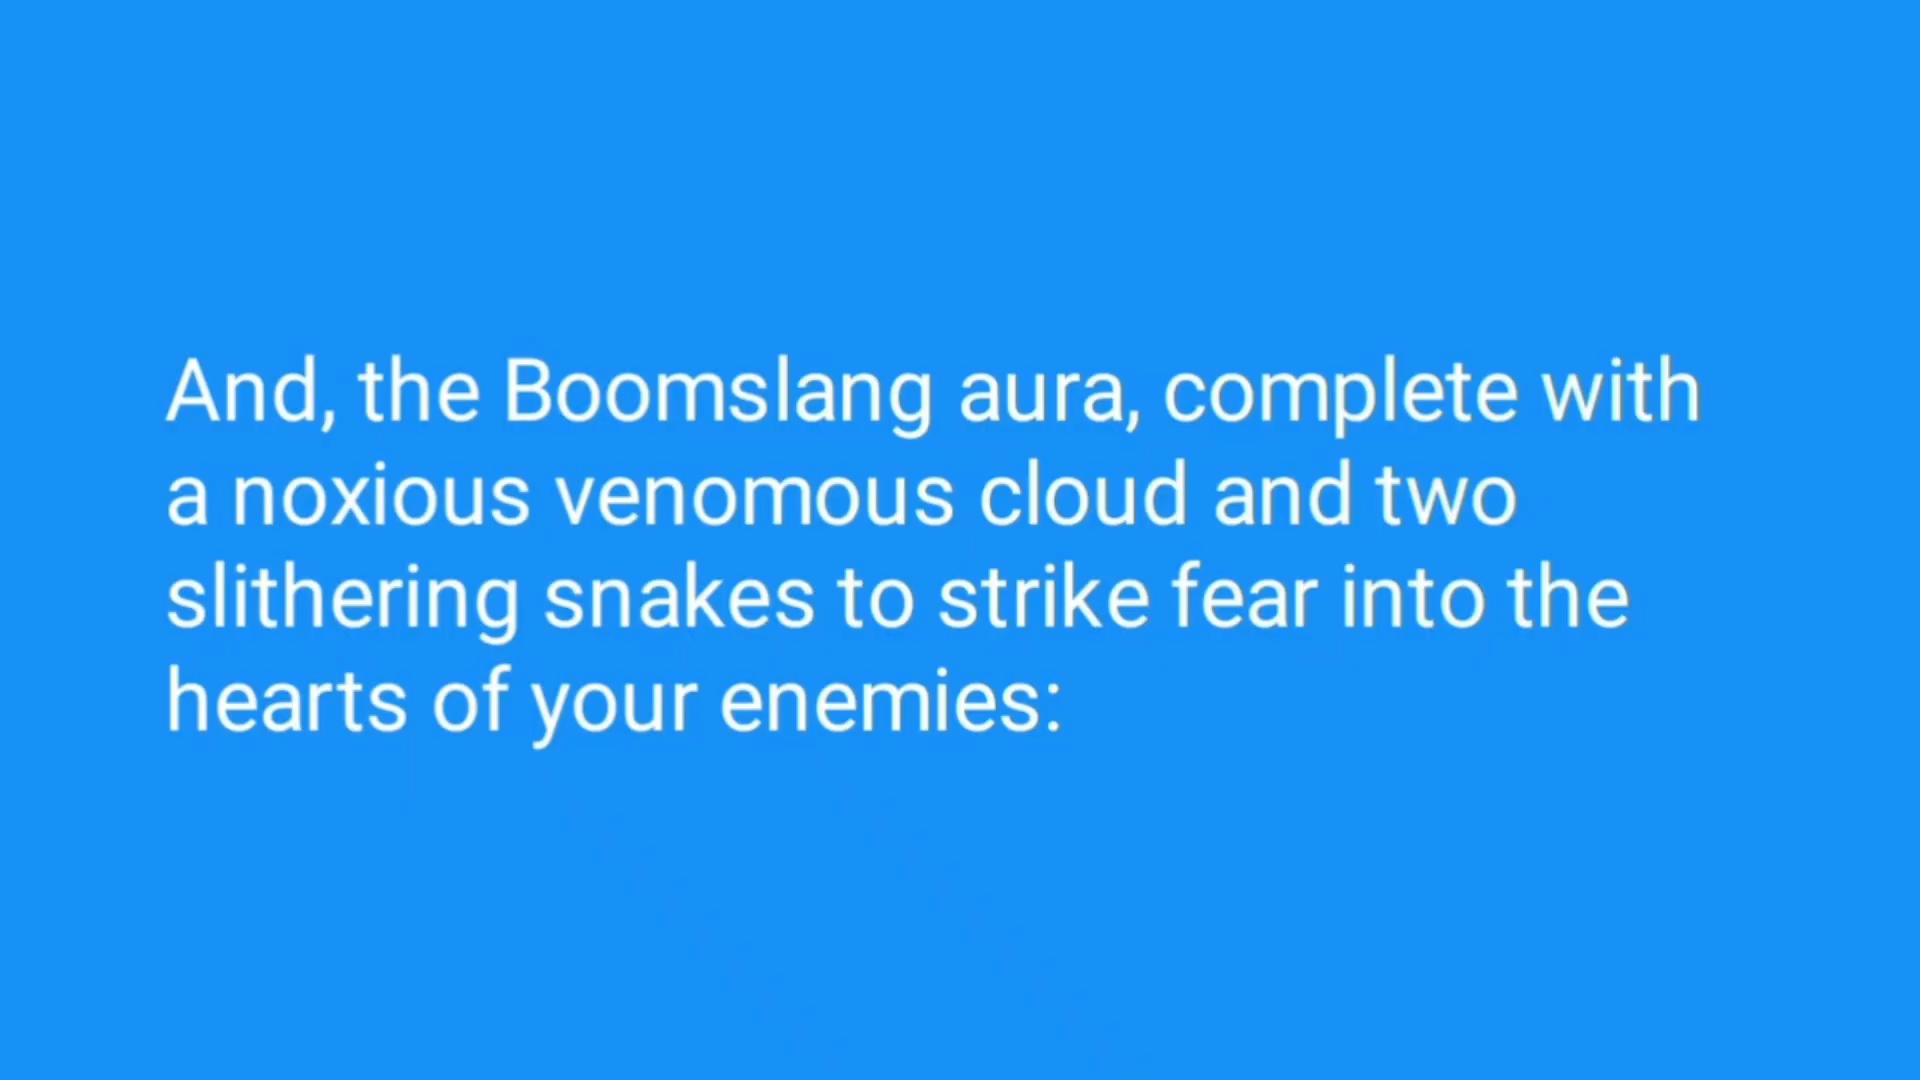 And, the Boomslang aura, complete with
a noxious venomous cloud and two
slithering snakes to strike fear into the
hearts of your enemies: